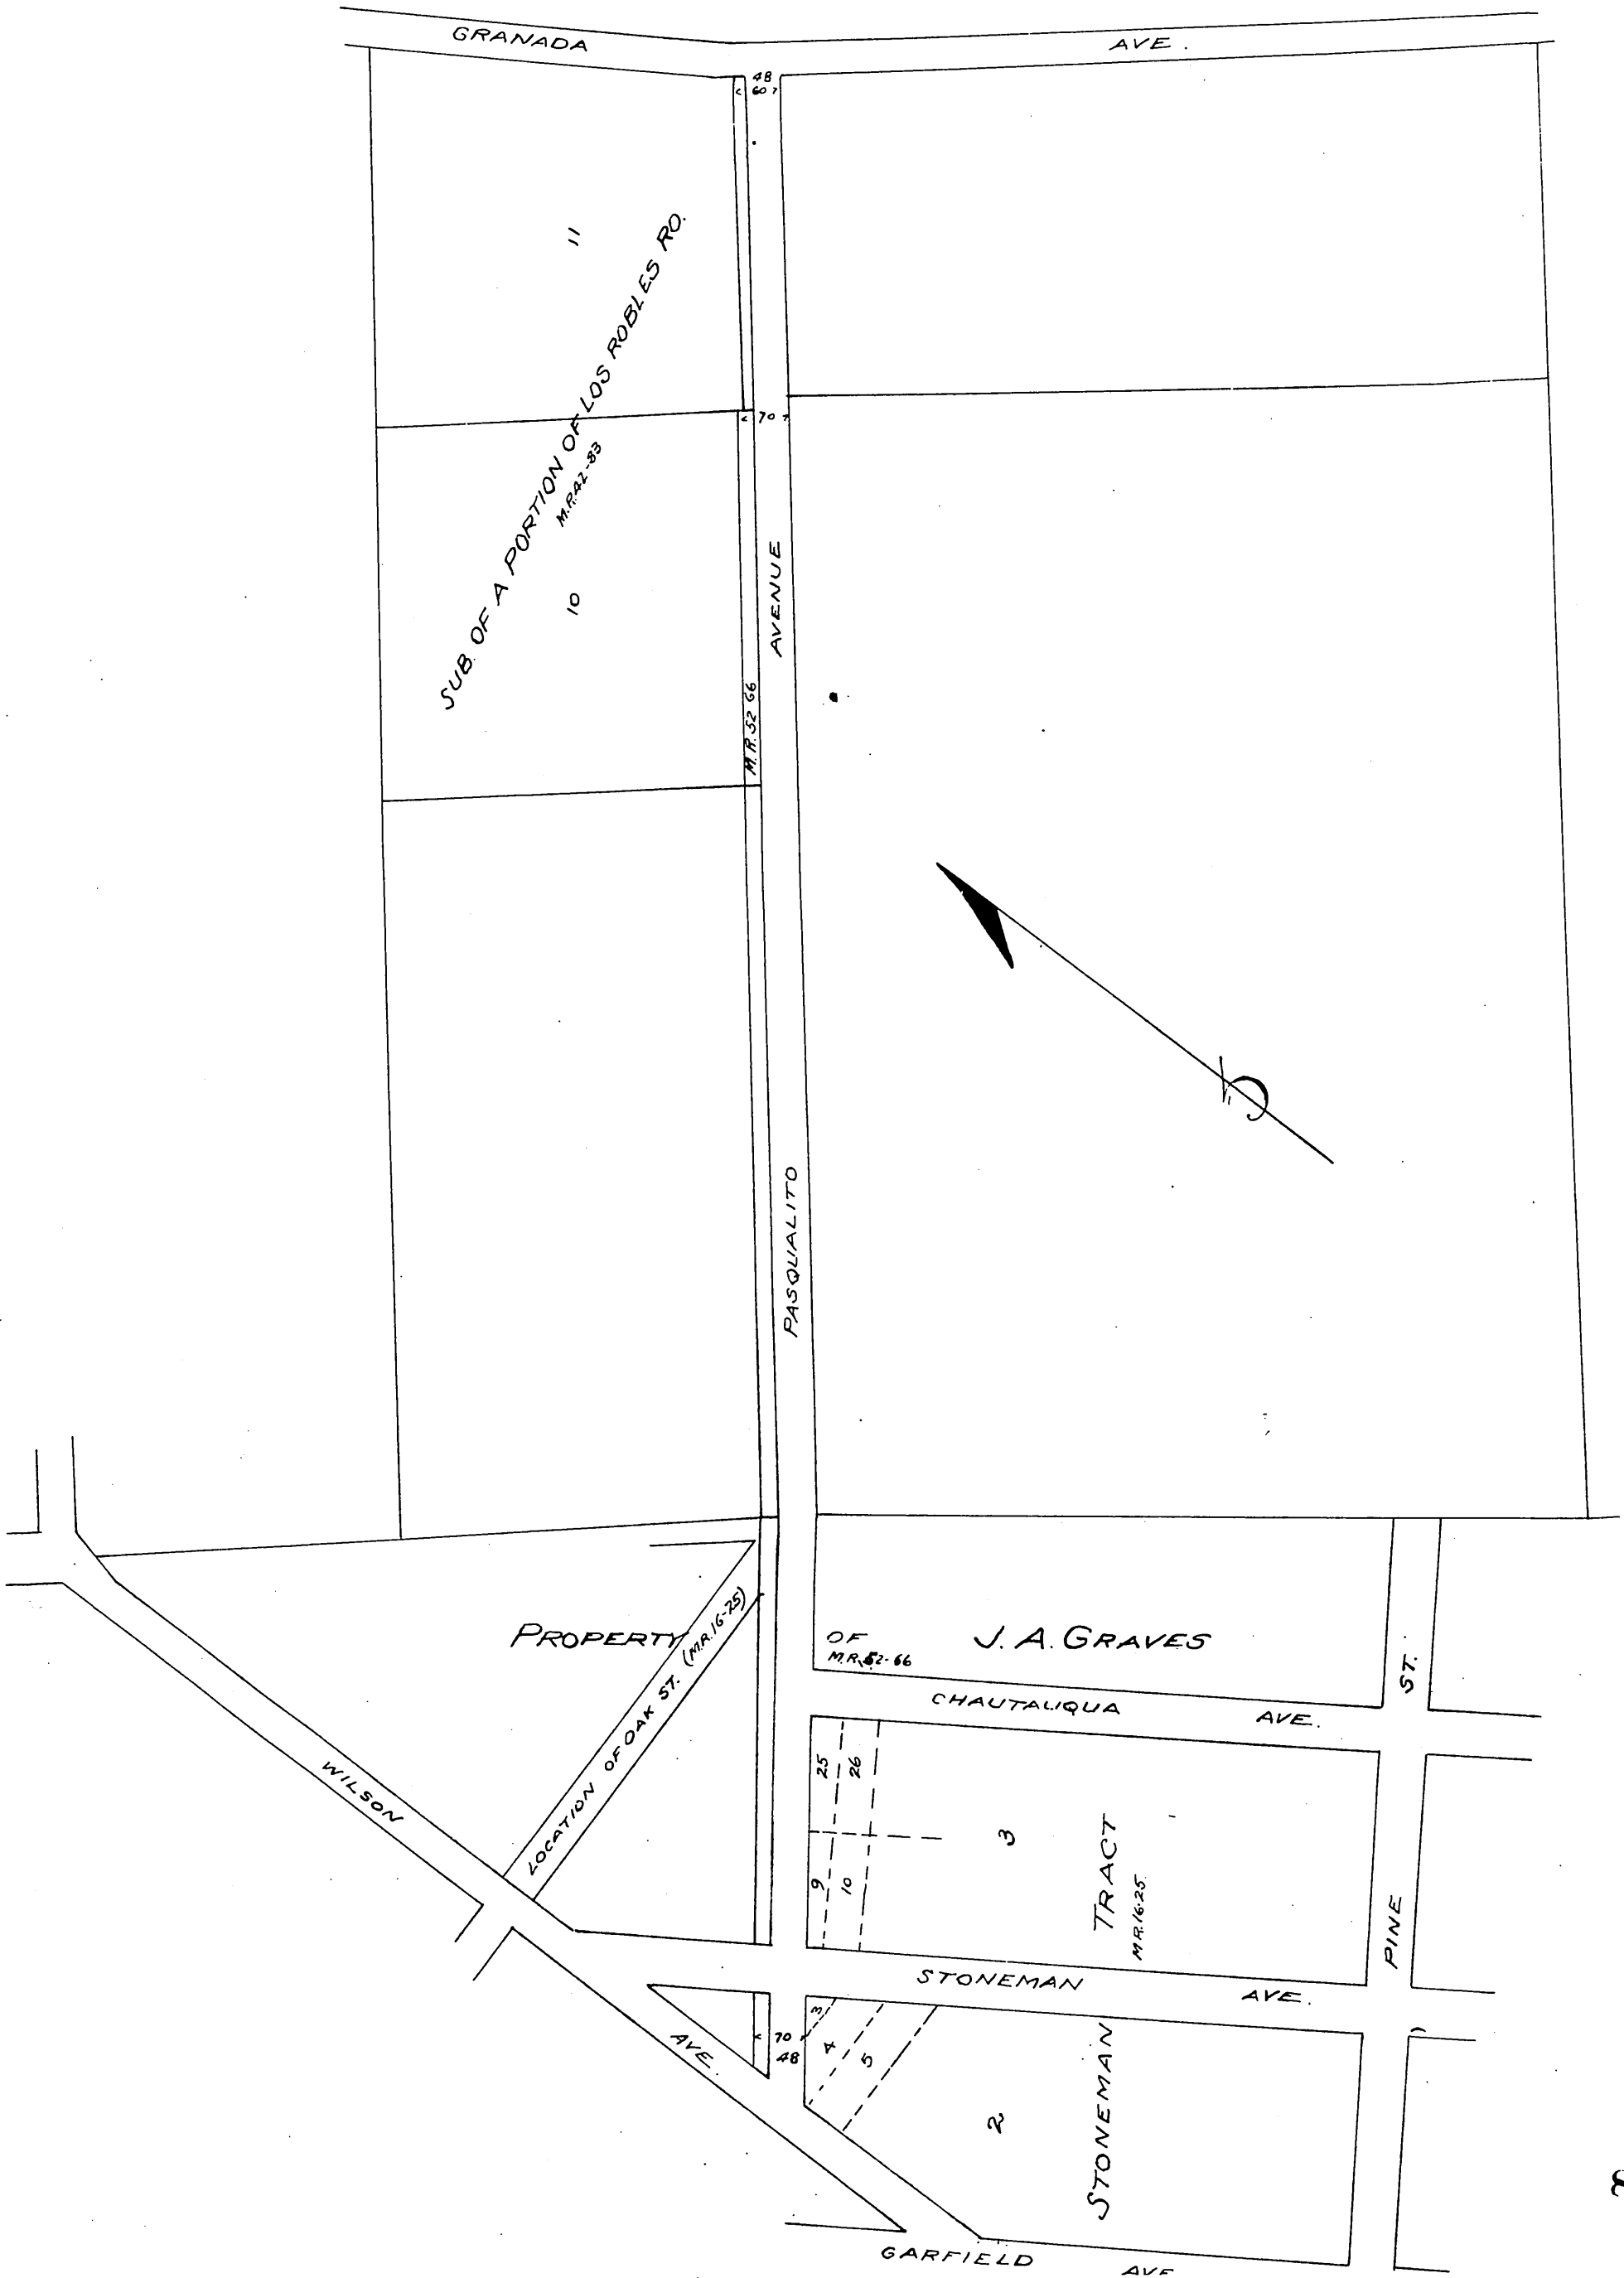 GRANADA AVE.
48
60
11
SUB. OF A PORTION OF LOS ROBLES RO.
M.R. 42-83
70
10
AVENUE
M.R. 52 66
PASQUALITO
PROPERTY OF J. A. GRAVES
M.R. 52-66
LOCATION OF OAK ST. (M.R. 16-25)
CHAUTAUQUA AVE.
ST.
WILSON
25
26
3
9
10
TRACT
M.R. 16-25
PINE
STONEMAN AVE.
3
70
48
4
5
AVE.
2
STONEMAN
GARFIELD AVE